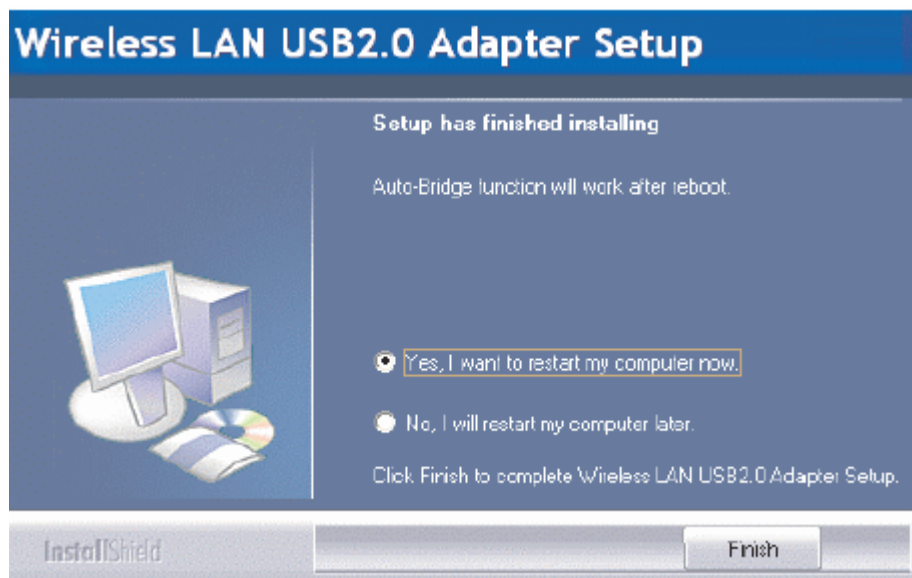 Wireless LAN USB2.0 Adapter Setup
Setup has finished installing
Auto-Bridge function will work after reboot.
Yes, I want to restart my computer now.
No, I will restart my computer later.
Click Finish to complete Wireless LAN USB2.0 Adapter Setup.
InstallShield
Finish